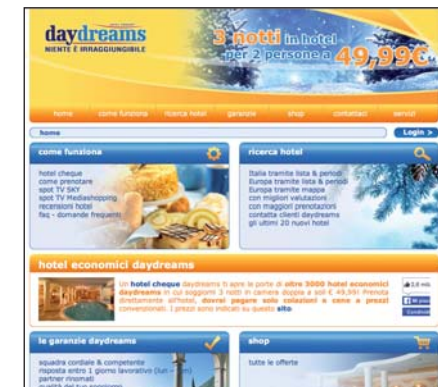 daydreams
NIENTE È IRRAGGIUNGIBILE
3 notti in hotel
per 2 persone a 49,99€
home come funziona ricerca hotel garanzie shop contattaci servizi
home
Login >
come funziona
hotel cheque
come prenotare
spot TV SKY
spot TV Mediaset
recensioni hotel
faq - domande frequenti
ricerca hotel
Italia tramite lista & periodi
Europa tramite lista & periodi
Europa tramite mappa
con migliori valutazioni
con maggiori prenotazioni
contatta clienti daydreams
gli ultimi 20 nuovi hotel
hotel economici daydreams
Un hotel cheque daydreams ti apre le porte di oltre 3000 hotel economici
daydreams in cui soggiorni 3 notti in camera doppia a soli € 49,99! Prenota
direttamente all'hotel, dovrai pagare solo colazioni e cene a prezzi
convenzionati. I prezzi sono indicati su questo sito.
le garanzie daydreams
squadra cordiale & competente
risposta entro 1 giorno lavorativo (lun - ven)
partner rinomati
shop
tutte le offerte